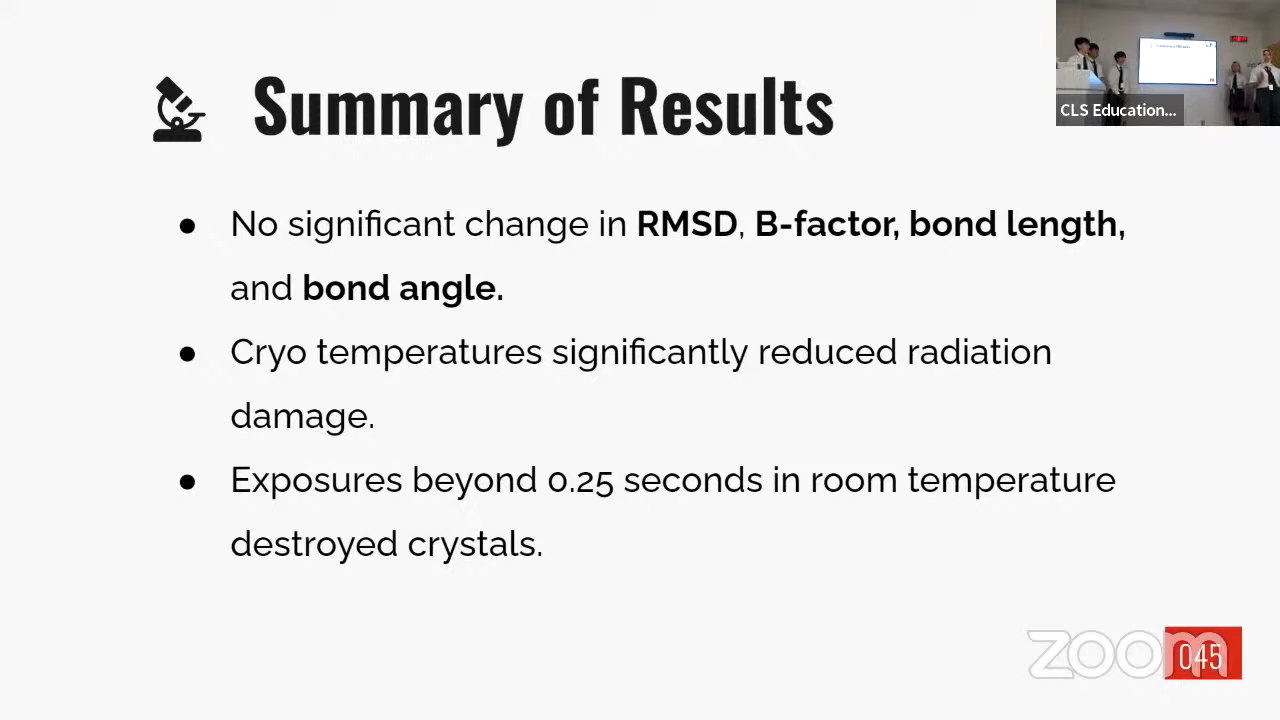 Summary of Results
CLS Education...
● No significant change in RMSD, B-factor, bond length,
and bond angle.
● Cryo temperatures significantly reduced radiation
damage.
● Exposures beyond 0.25 seconds in room temperature
destroyed crystals.
zoom
045